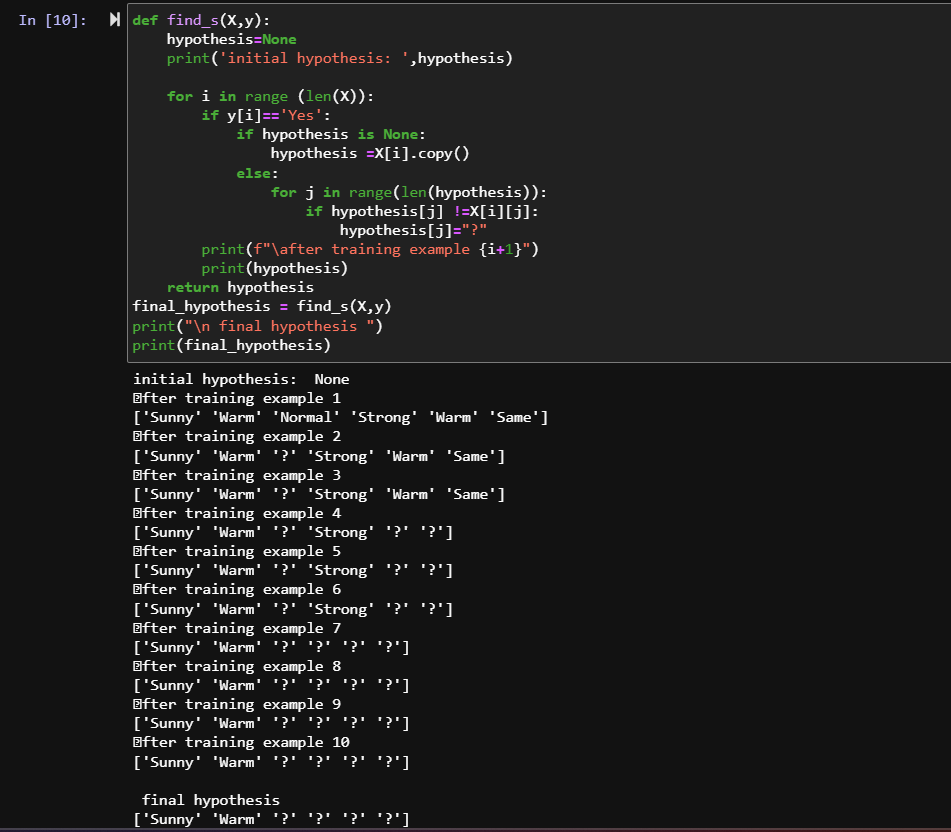 In [10]:
def find_s(X,y):
    hypothesis=None
    print('initial hypothesis: ',hypothesis)

    for i in range (len(X)):
        if y[i]=='Yes':
            if hypothesis is None:
                hypothesis =X[i].copy()
            else:
                for j in range(len(hypothesis)):
                    if hypothesis[j] !=X[i][j]:
                        hypothesis[j]="?"
        print(f"\after training example {i+1}")
        print(hypothesis)
    return hypothesis
final_hypothesis = find_s(X,y)
print("\n final hypothesis ")
print(final_hypothesis)
initial hypothesis:  None
fter training example 1
['Sunny' 'Warm' 'Normal' 'Strong' 'Warm' 'Same']
fter training example 2
['Sunny' 'Warm' '?' 'Strong' 'Warm' 'Same']
fter training example 3
['Sunny' 'Warm' '?' 'Strong' 'Warm' 'Same']
fter training example 4
['Sunny' 'Warm' '?' 'Strong' '?' '?']
fter training example 5
['Sunny' 'Warm' '?' 'Strong' '?' '?']
fter training example 6
['Sunny' 'Warm' '?' 'Strong' '?' '?']
fter training example 7
['Sunny' 'Warm' '?' '?' '?' '?']
fter training example 8
['Sunny' 'Warm' '?' '?' '?' '?']
fter training example 9
['Sunny' 'Warm' '?' '?' '?' '?']
fter training example 10
['Sunny' 'Warm' '?' '?' '?' '?']

 final hypothesis
['Sunny' 'Warm' '?' '?' '?' '?']